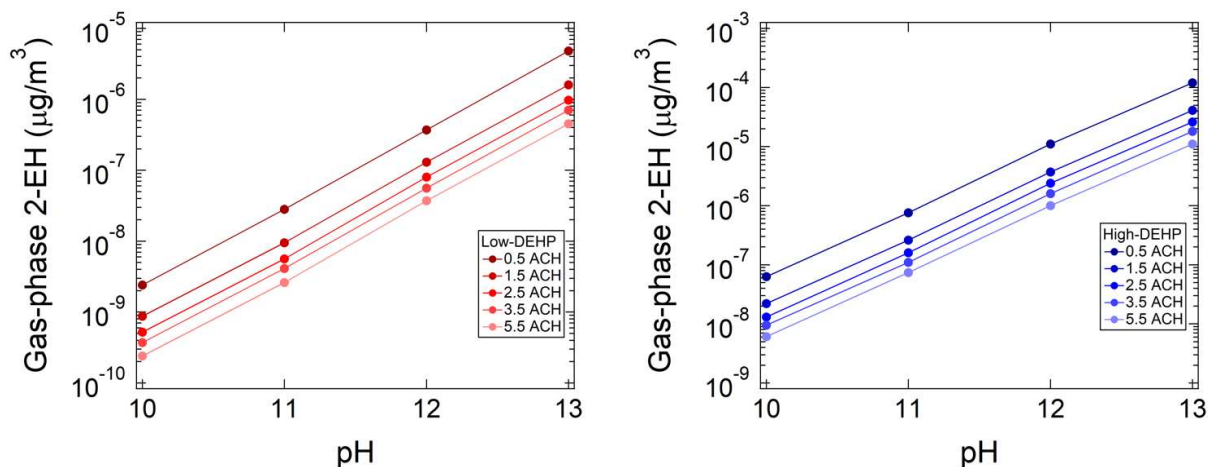 Gas-phase 2-EH (μg/m³)
10⁻⁵
10⁻⁶
10⁻⁷
10⁻⁸
10⁻⁹
10⁻¹⁰
10
11
12
13
pH
Low-DEHP
0.5 ACH
1.5 ACH
2.5 ACH
3.5 ACH
5.5 ACH
Gas-phase 2-EH (μg/m³)
10⁻⁴
10⁻⁵
10⁻⁶
10⁻⁷
10⁻⁸
10⁻⁹
10
11
12
13
pH
High-DEHP
0.5 ACH
1.5 ACH
2.5 ACH
3.5 ACH
5.5 ACH